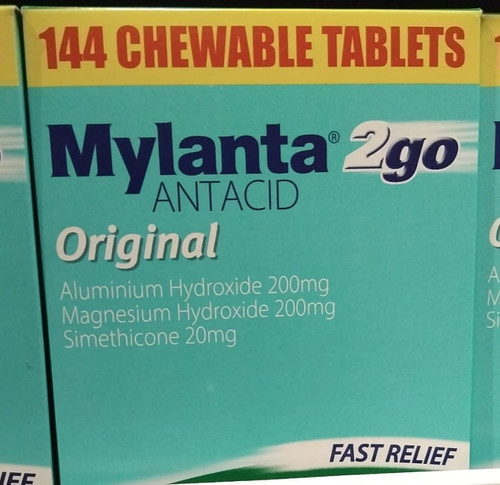 144 CHEWABLE TABLETS
Mylanta® 2go
ANTACID
Original
Aluminium Hydroxide 200mg
Magnesium Hydroxide 200mg
Simethicone 20mg
FAST RELIEF